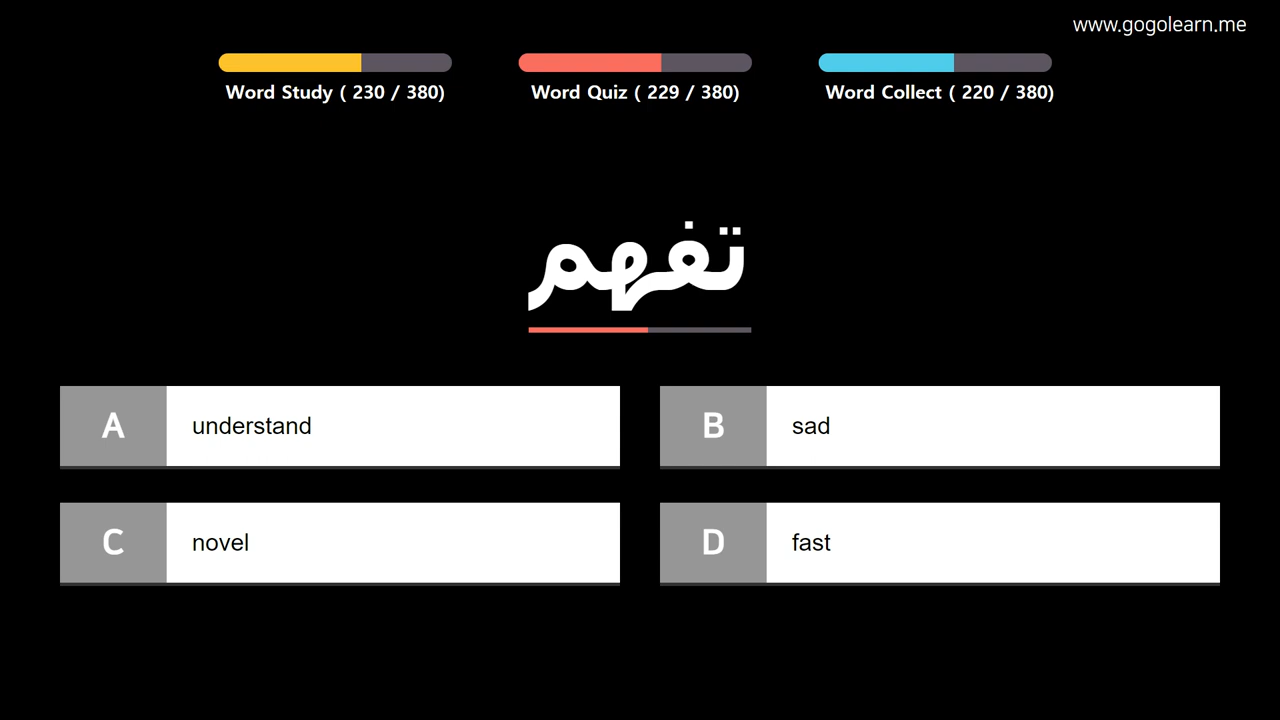 www.gogolearn.me
Word Study ( 230 / 380)
Word Quiz ( 229 / 380)
Word Collect ( 220 / 380)
تفهم
A understand
B sad
C novel
D fast